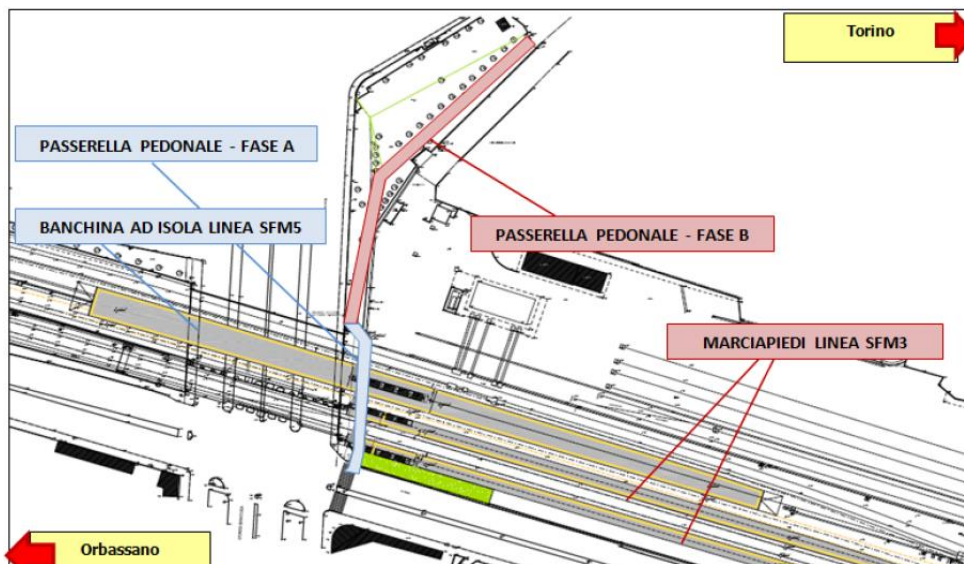 Torino
PASSERELLA PEDONALE - FASE A
BANCHINA AD ISOLA LINEA SFM5
PASSERELLA PEDONALE - FASE B
MARCIAPIEDI LINEA SFM3
Orbassano